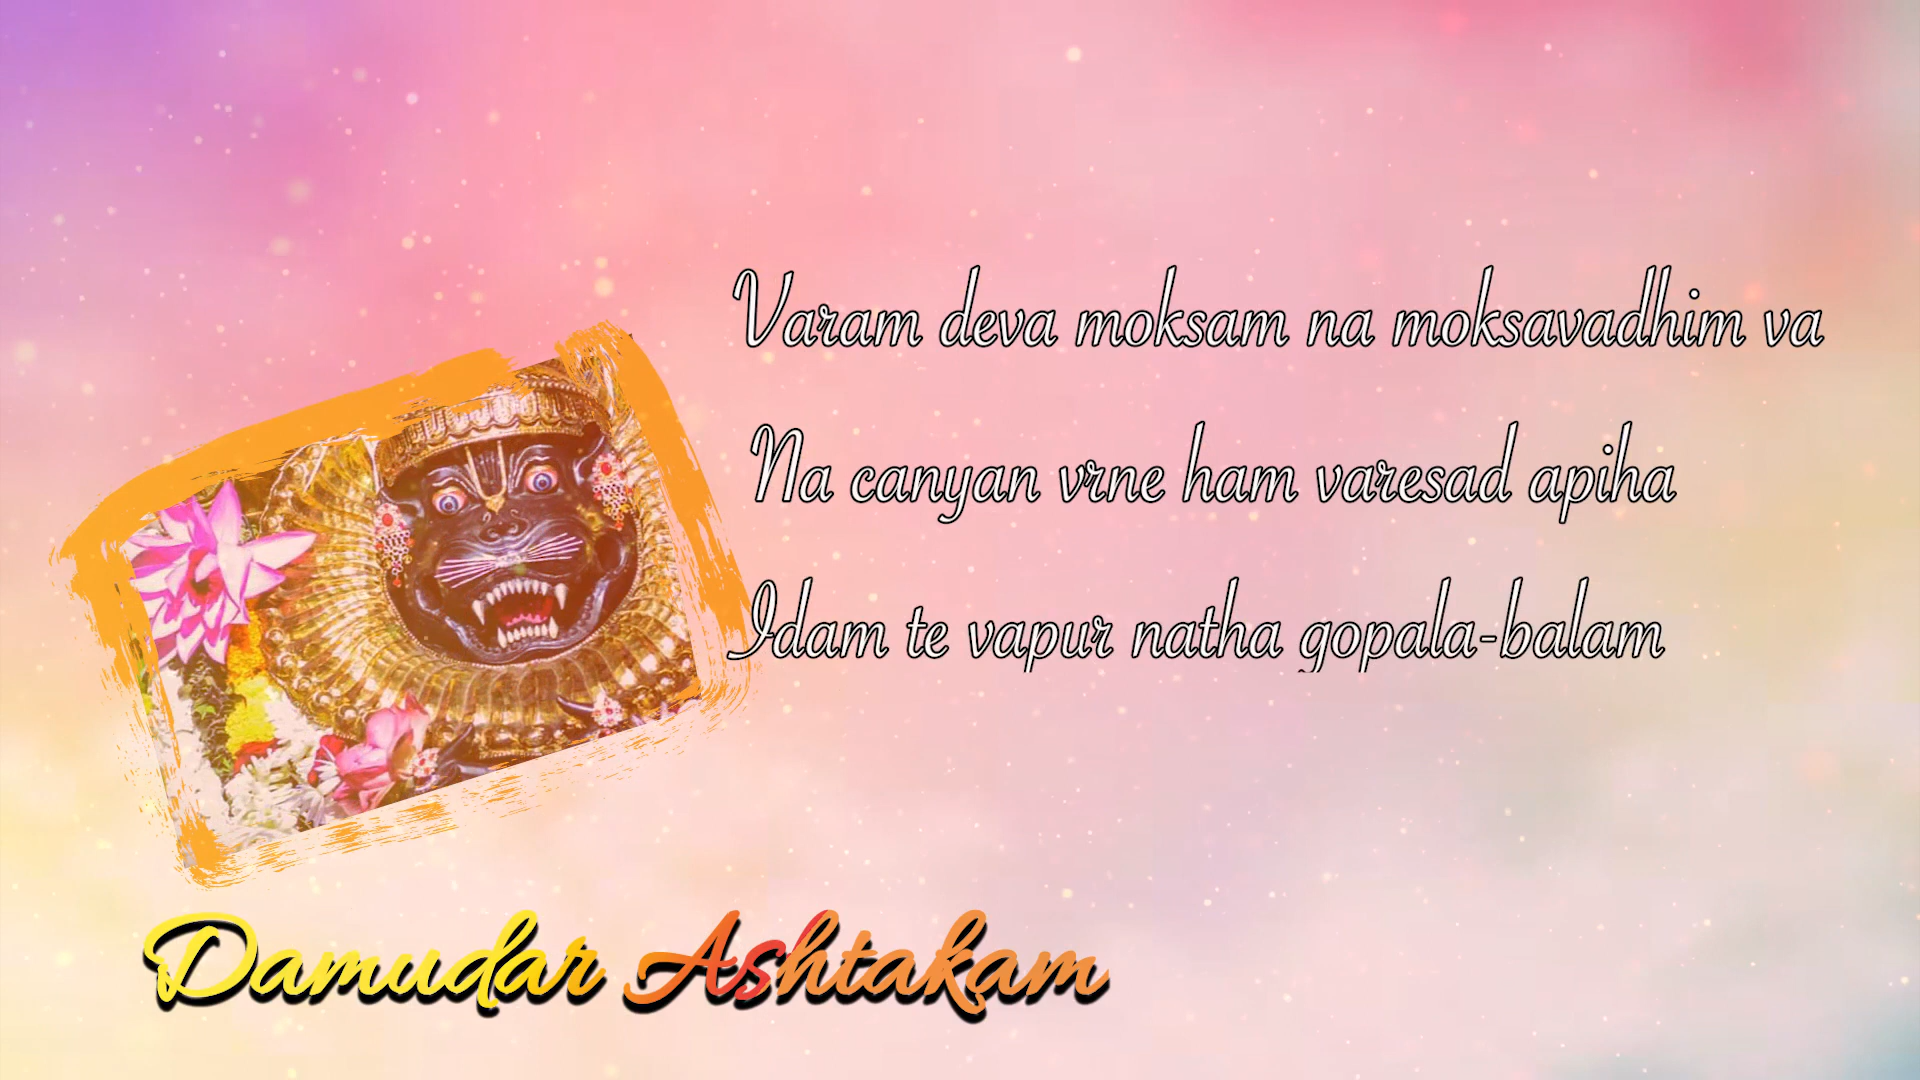 Varam deva moksam na moksavadhim va
Na canyan vrne ham varesad apiha
Idam te vapur natha gopala-balam
Damudar Ashtakam